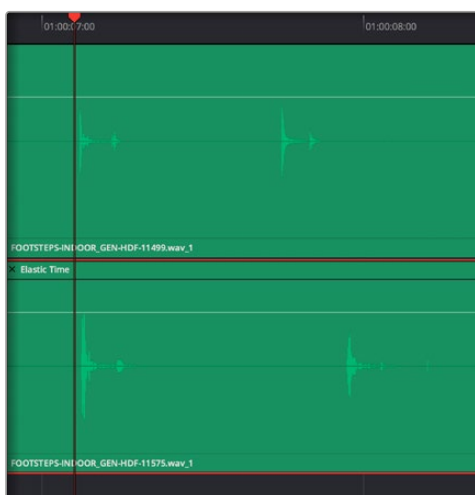 01:00:07:00
01:00:08:00
FOOTSTEPS-INDOOR_GEN-HDF-11499.wav_1
× Elastic Time
FOOTSTEPS-INDOOR_GEN-HDF-11575.wav_1